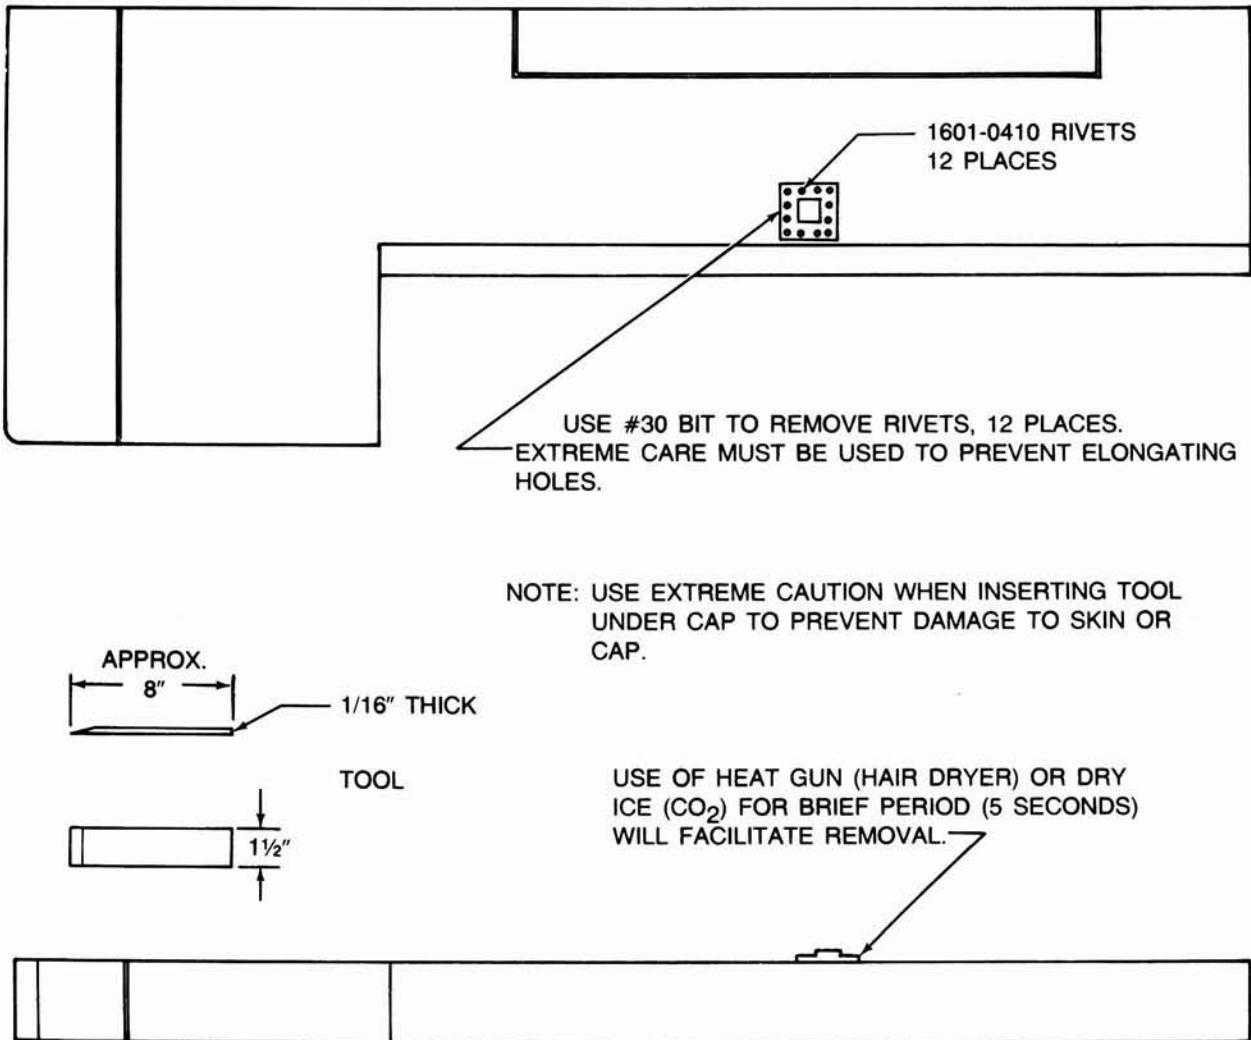 1601-0410 RIVETS
12 PLACES
USE #30 BIT TO REMOVE RIVETS, 12 PLACES.
EXTREME CARE MUST BE USED TO PREVENT ELONGATING
HOLES.
NOTE: USE EXTREME CAUTION WHEN INSERTING TOOL
UNDER CAP TO PREVENT DAMAGE TO SKIN OR
CAP.
APPROX.
8"
1/16" THICK
TOOL
1½"
USE OF HEAT GUN (HAIR DRYER) OR DRY
ICE (CO₂) FOR BRIEF PERIOD (5 SECONDS)
WILL FACILITATE REMOVAL.